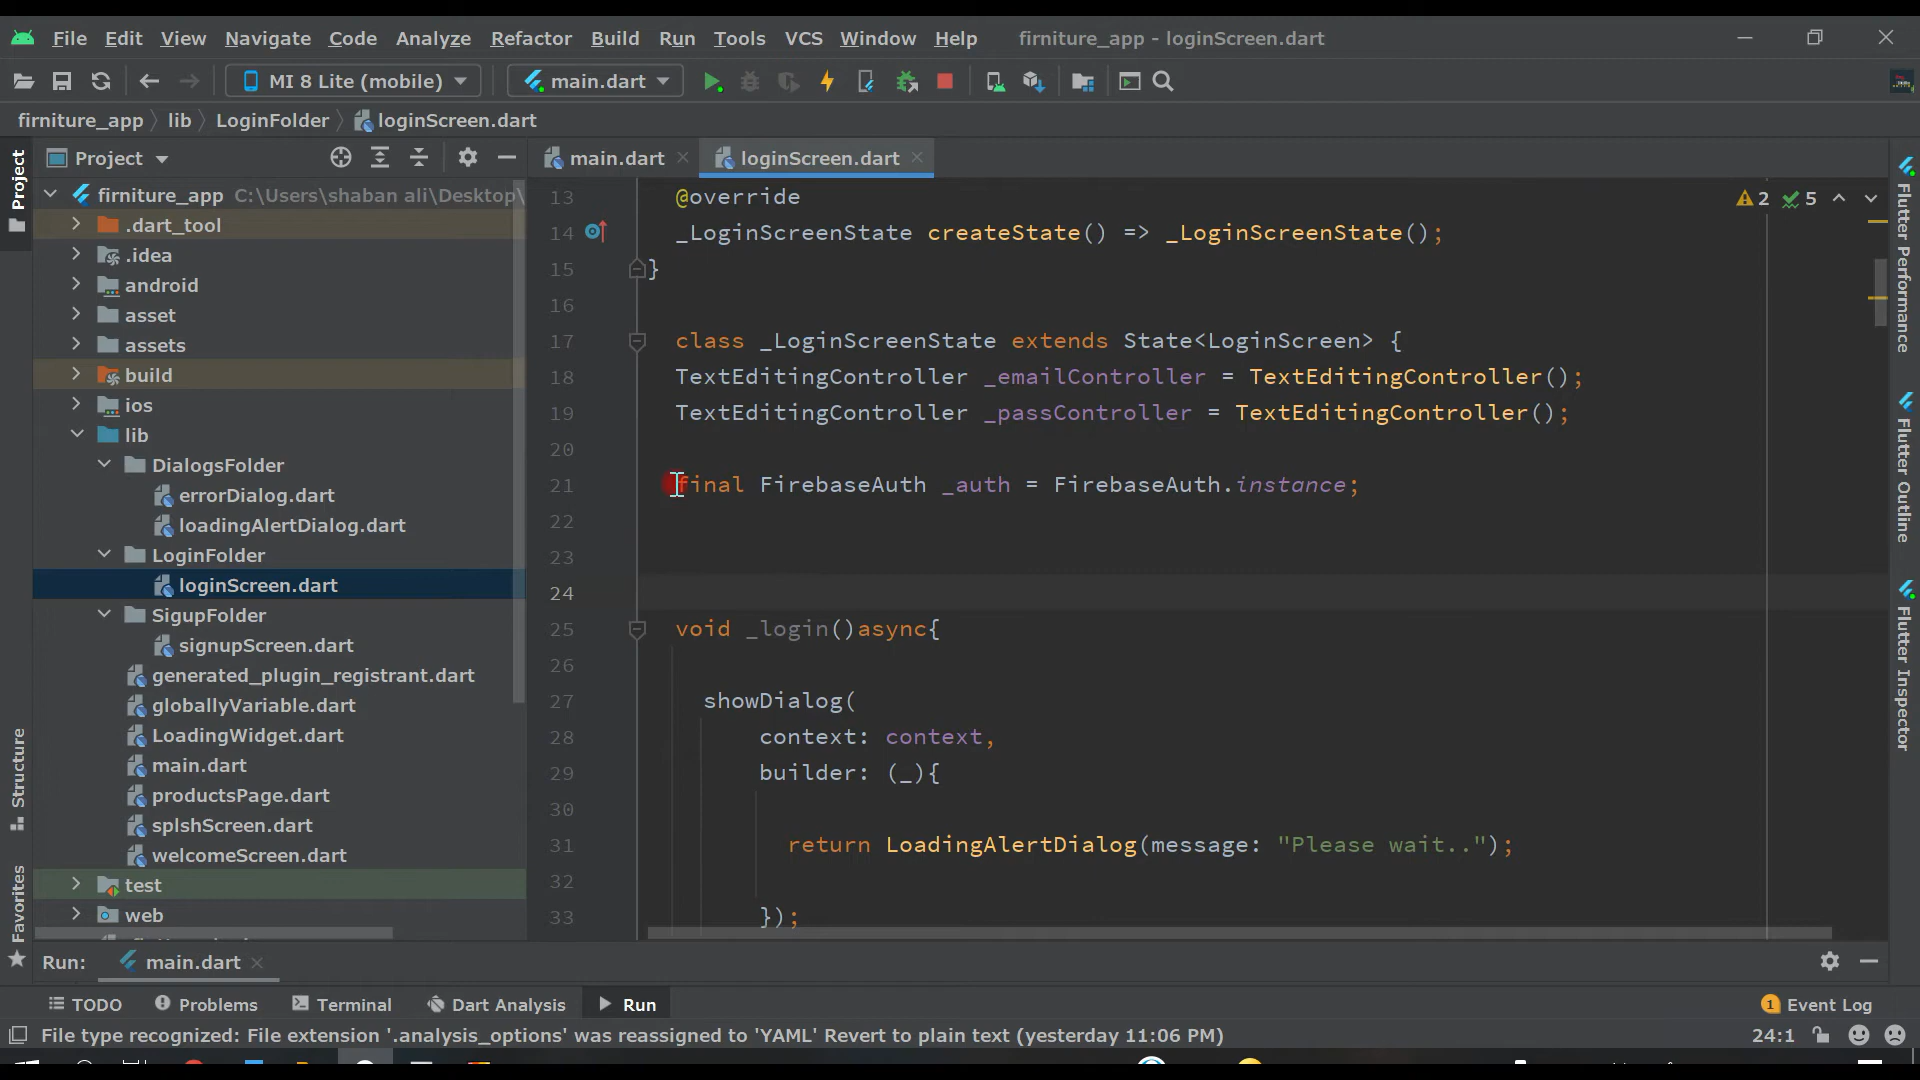 File Edit View Navigate Code Analyze Refactor Build Run Tools VCS Window Help firniture_app - loginScreen.dart
MI 8 Lite (mobile) main.dart
firniture_app lib LoginFolder loginScreen.dart
Project
Project
main.dart
loginScreen.dart
firniture_app C:\Users\shaban ali\Desktop\
.dart_tool
.idea
android
asset
assets
build
ios
lib
DialogsFolder
errorDialog.dart
loadingAlertDialog.dart
LoginFolder
loginScreen.dart
SigupFolder
signupScreen.dart
generated_plugin_registrant.dart
globallyVariable.dart
LoadingWidget.dart
main.dart
productsPage.dart
splshScreen.dart
welcomeScreen.dart
test
web
Structure
Favorites
2 5
13 @override
14 _LoginScreenState createState() => _LoginScreenState();
15 }
16
17 class _LoginScreenState extends State<LoginScreen> {
18 TextEditingController _emailController = TextEditingController();
19 TextEditingController _passController = TextEditingController();
20
21 final FirebaseAuth _auth = FirebaseAuth.instance;
22
23
24
25 void _login()async{
26
27 showDialog(
28 context: context,
29 builder: (_){
30
31 return LoadingAlertDialog(message: "Please wait..");
32
33 });
Flutter Performance
Flutter Outline
Flutter Inspector
Run: main.dart
TODO Problems Terminal Dart Analysis Run 1 Event Log
File type recognized: File extension '.analysis_options' was reassigned to 'YAML' Revert to plain text (yesterday 11:06 PM) 24:1